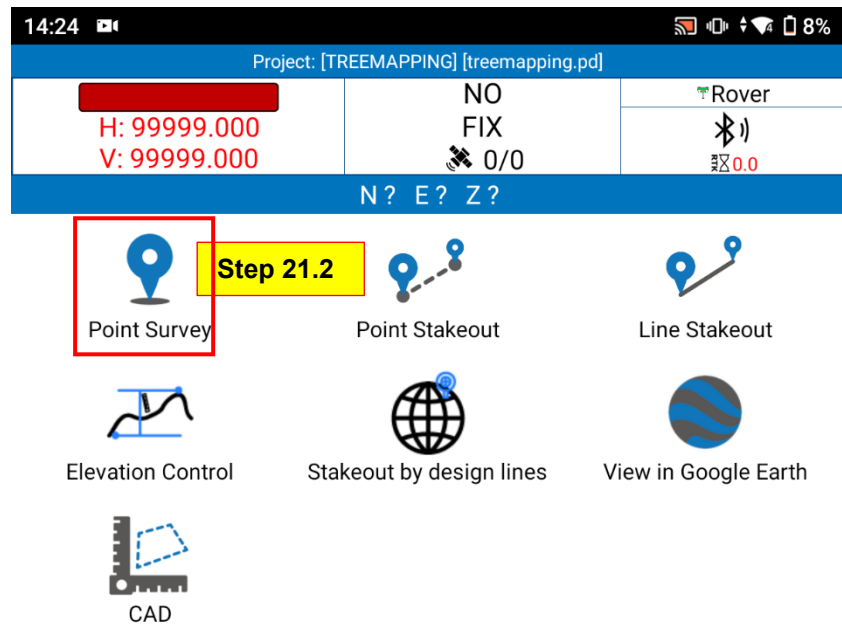 14:24 8%
Project: [TREEMAPPING] [treemapping.pd]
H: 99999.000
V: 99999.000
NO
FIX
0/0
Rover
RTK 0.0
N? E? Z?
Step 21.2
Point Survey
Point Stakeout
Line Stakeout
Elevation Control
Stakeout by design lines
View in Google Earth
CAD